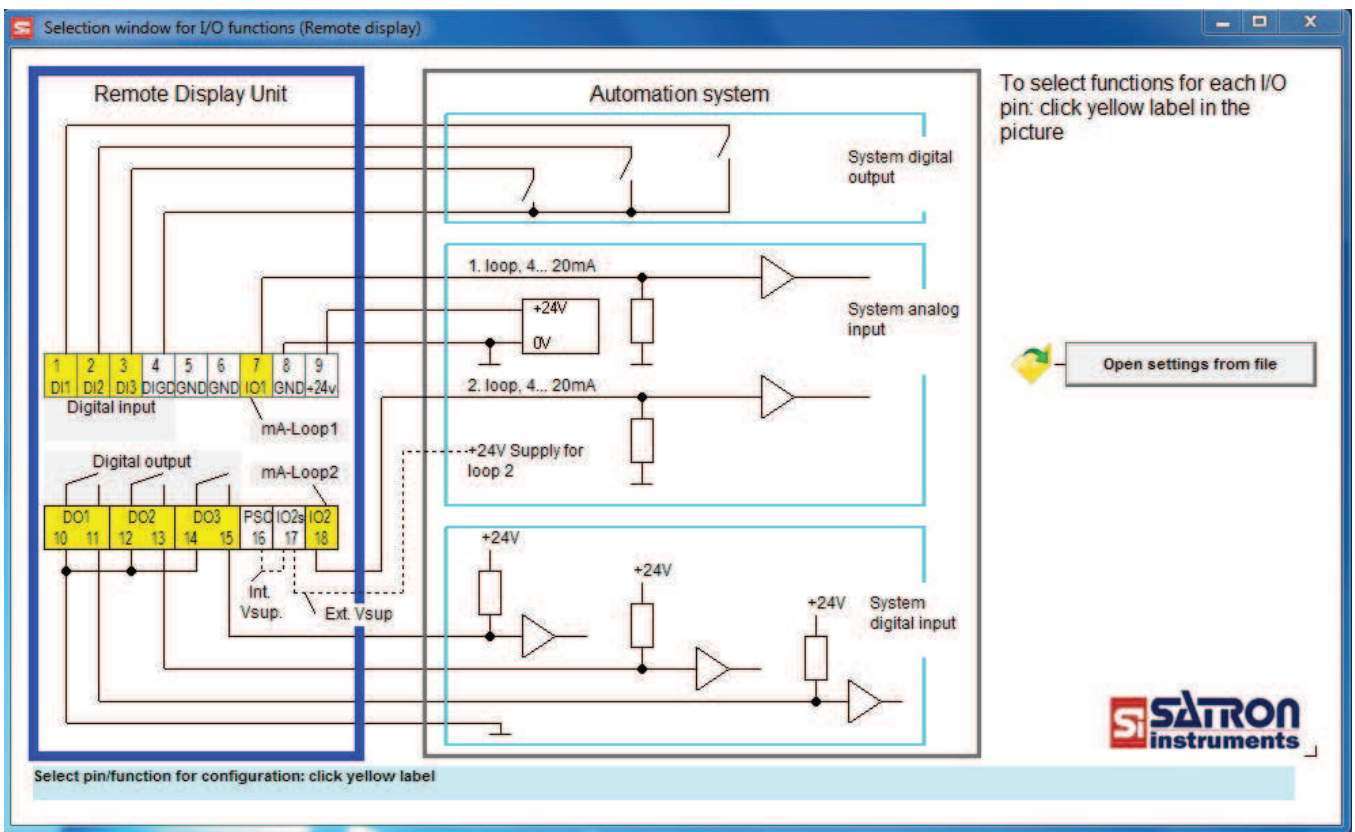 Selection window for I/O functions (Remote display)
Remote Display Unit
Automation system
To select functions for each I/O
pin: click yellow label in the
picture
System digital
output
1. loop, 4... 20mA
+24V
0V
System analog
input
1 2 3 4 5 6 7 8 9
DI1 DI2 DI3 DIGD GND GND IO1 GND +24v
Digital input
mA-Loop1
2. loop, 4... 20mA
Open settings from file
+24V Supply for
loop 2
Digital output
mA-Loop2
DO1 DO2 DO3 PSO IO2s IO2
10 11 12 13 14 15 16 17 18
Int.
Vsup.
Ext. Vsup
+24V
+24V
+24V
System
digital input
Si SATRON
instruments
Select pin/function for configuration: click yellow label